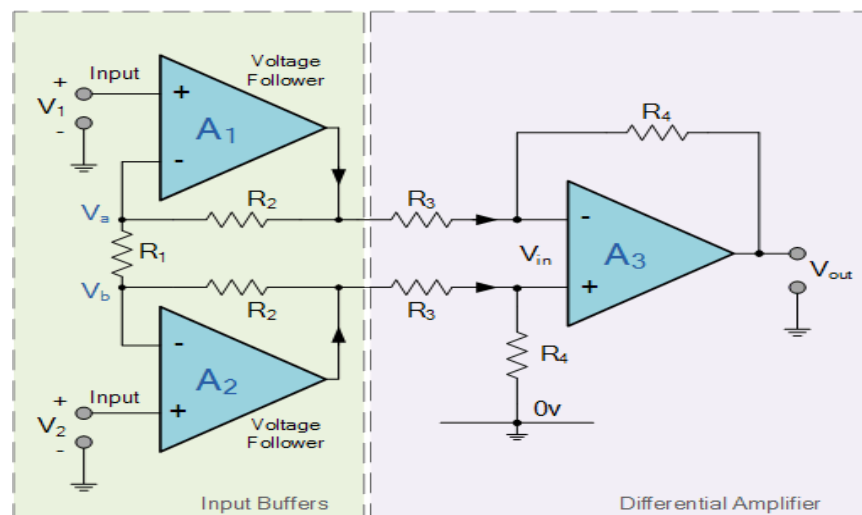 Voltage
Follower
+
Input
V1
-
+
A1
-
R4
Va
R2
R3
-
R1
Vin
A3
Vout
Vb
R2
R3
+
-
A2
R4
+
Input
+
V2
-
0v
Voltage
Follower
Input Buffers
Differential Amplifier